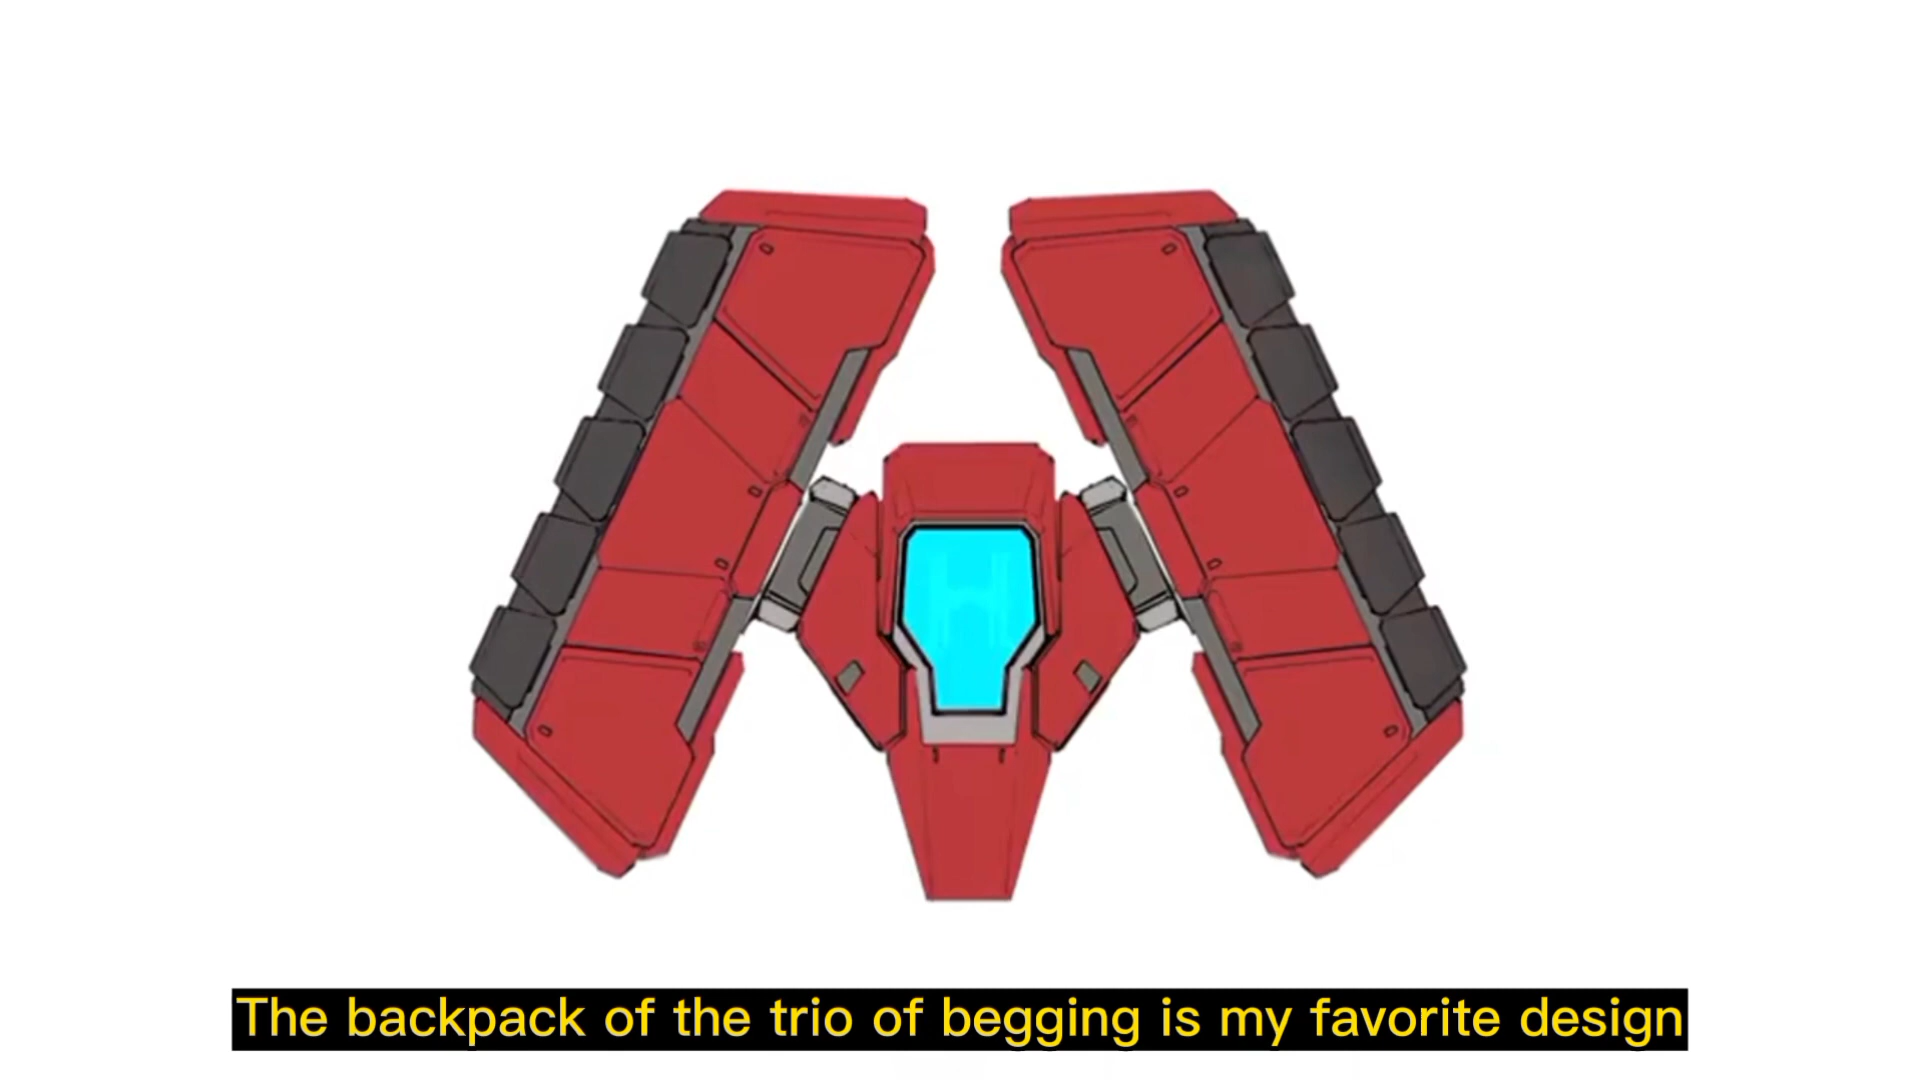 The backpack of the trio of begging is my favorite design